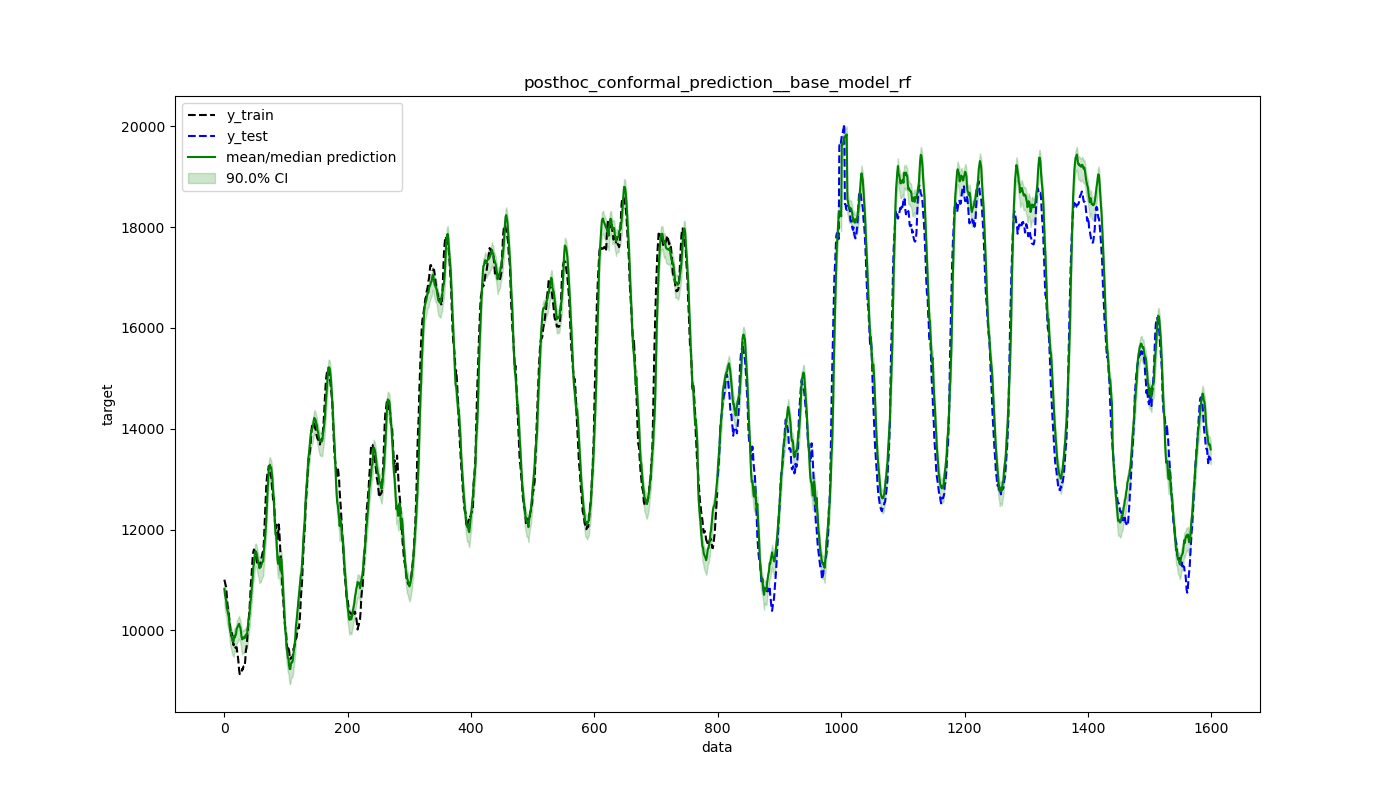 posthoc_conformal_prediction__base_model_rf
y_train
y_test
mean/median prediction
90.0% CI
20000
18000
16000
14000
12000
10000
target
0 200 400 600 800 1000 1200 1400 1600
data